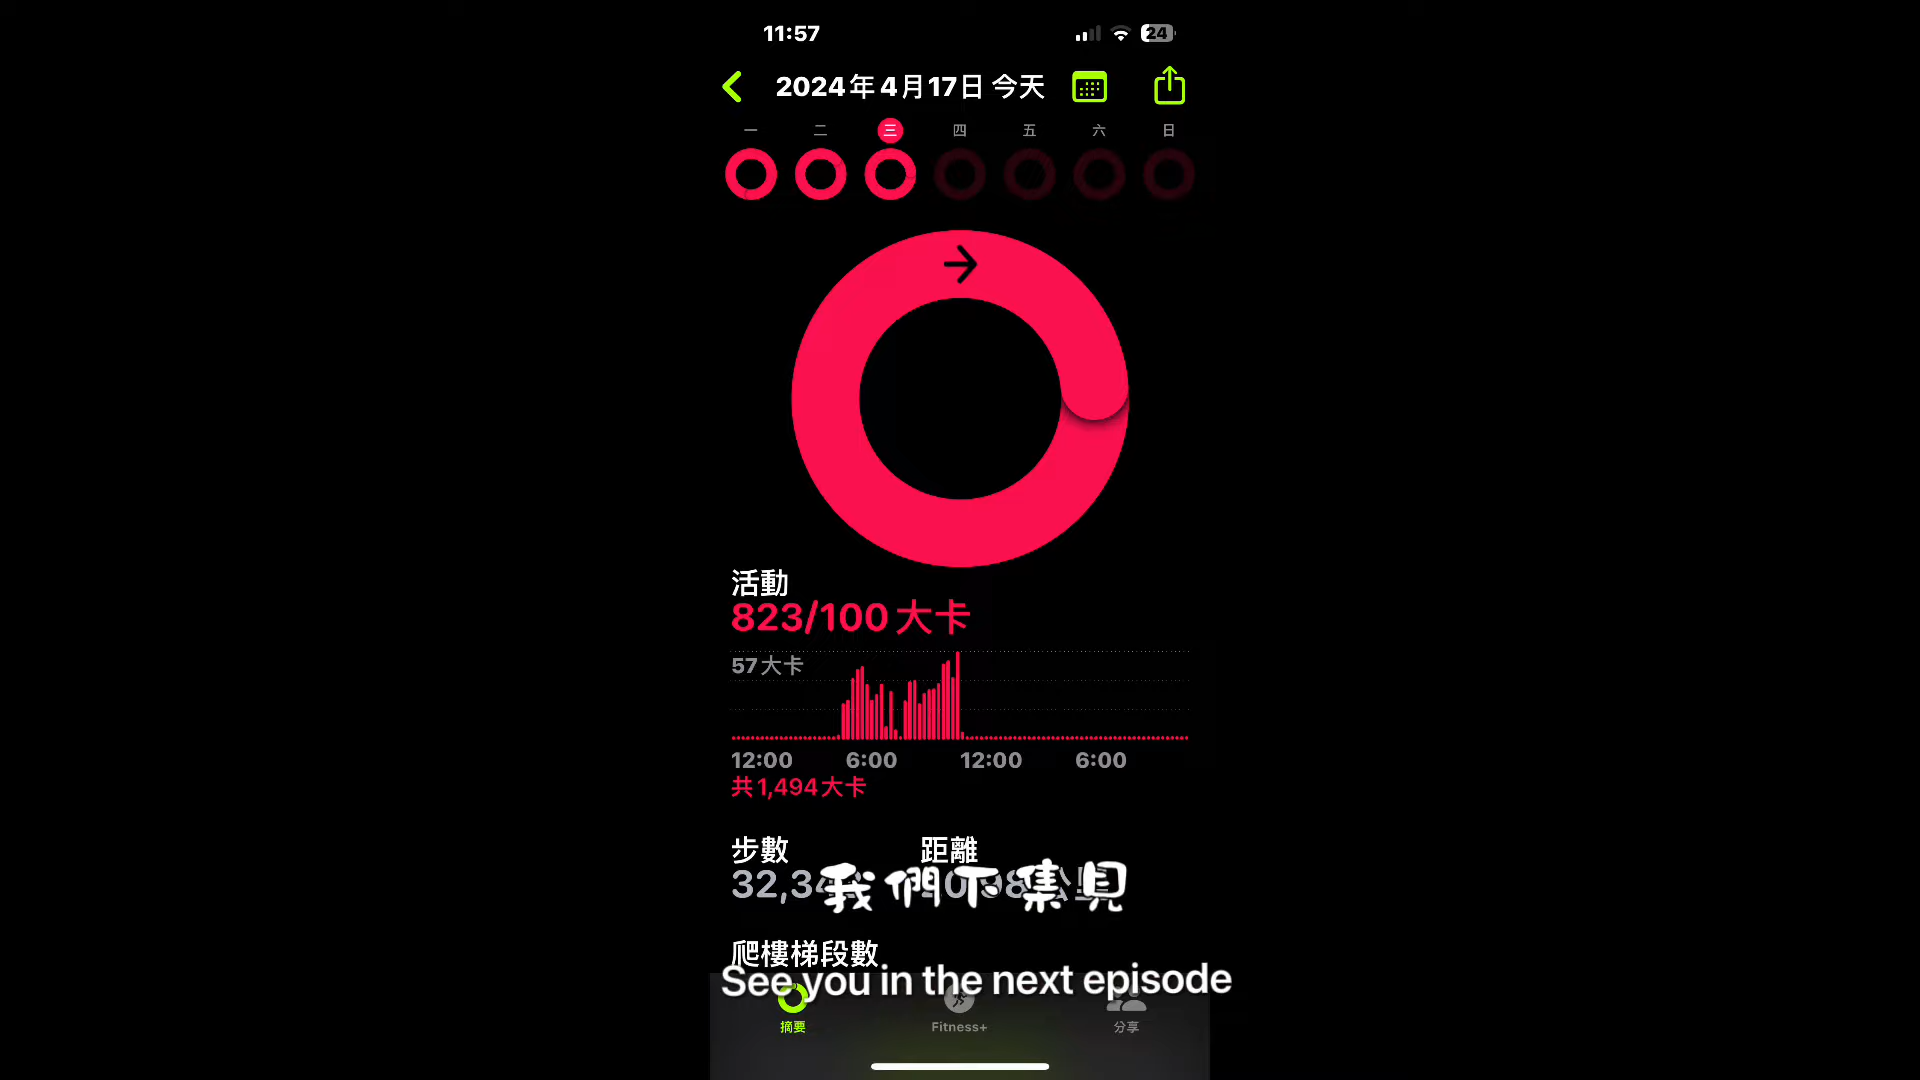 11:57
24
2024年4月17日 今天
一 二 三 四 五 六 日
活動
823/100大卡
57大卡
12:00 6:00 12:00 6:00
共1,494大卡
步數 距離
我們下集見
爬樓梯段數
See you in the next episode
摘要 Fitness+ 分享